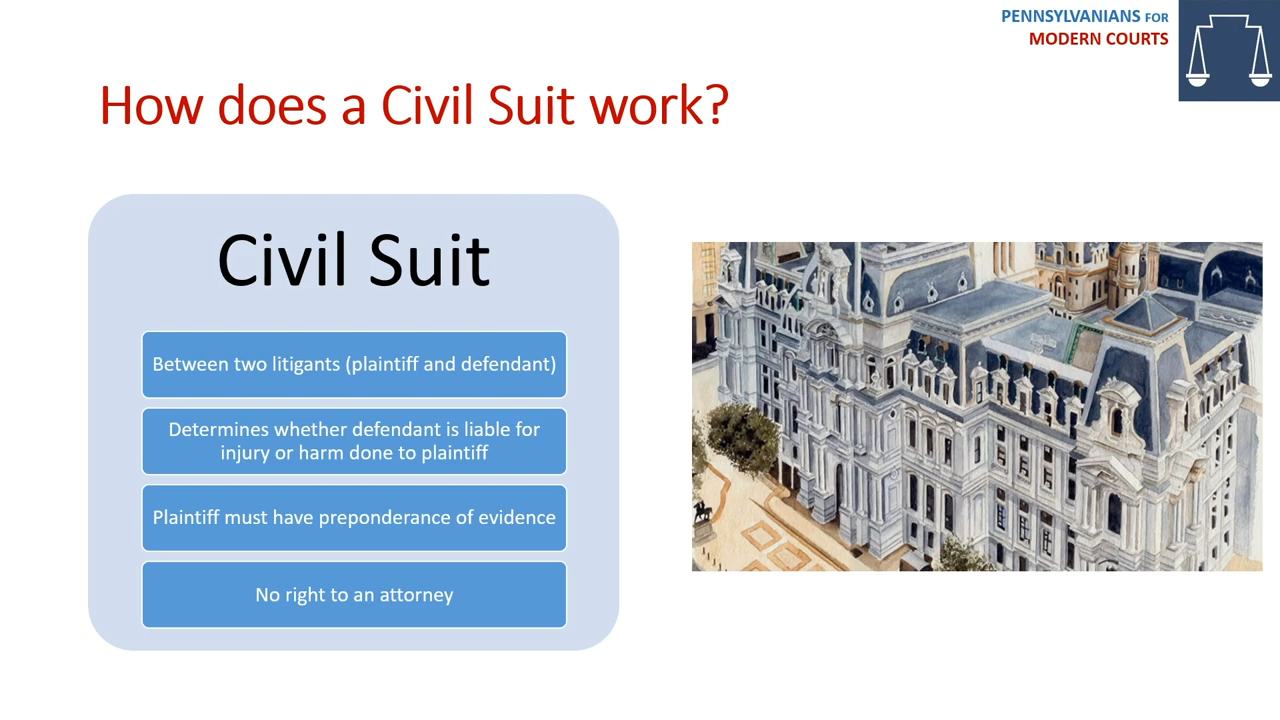 PENNSYLVANIANS FOR
MODERN COURTS
How does a Civil Suit work?
Civil Suit
Between two litigants (plaintiff and defendant)
Determines whether defendant is liable for
injury or harm done to plaintiff
Plaintiff must have preponderance of evidence
No right to an attorney